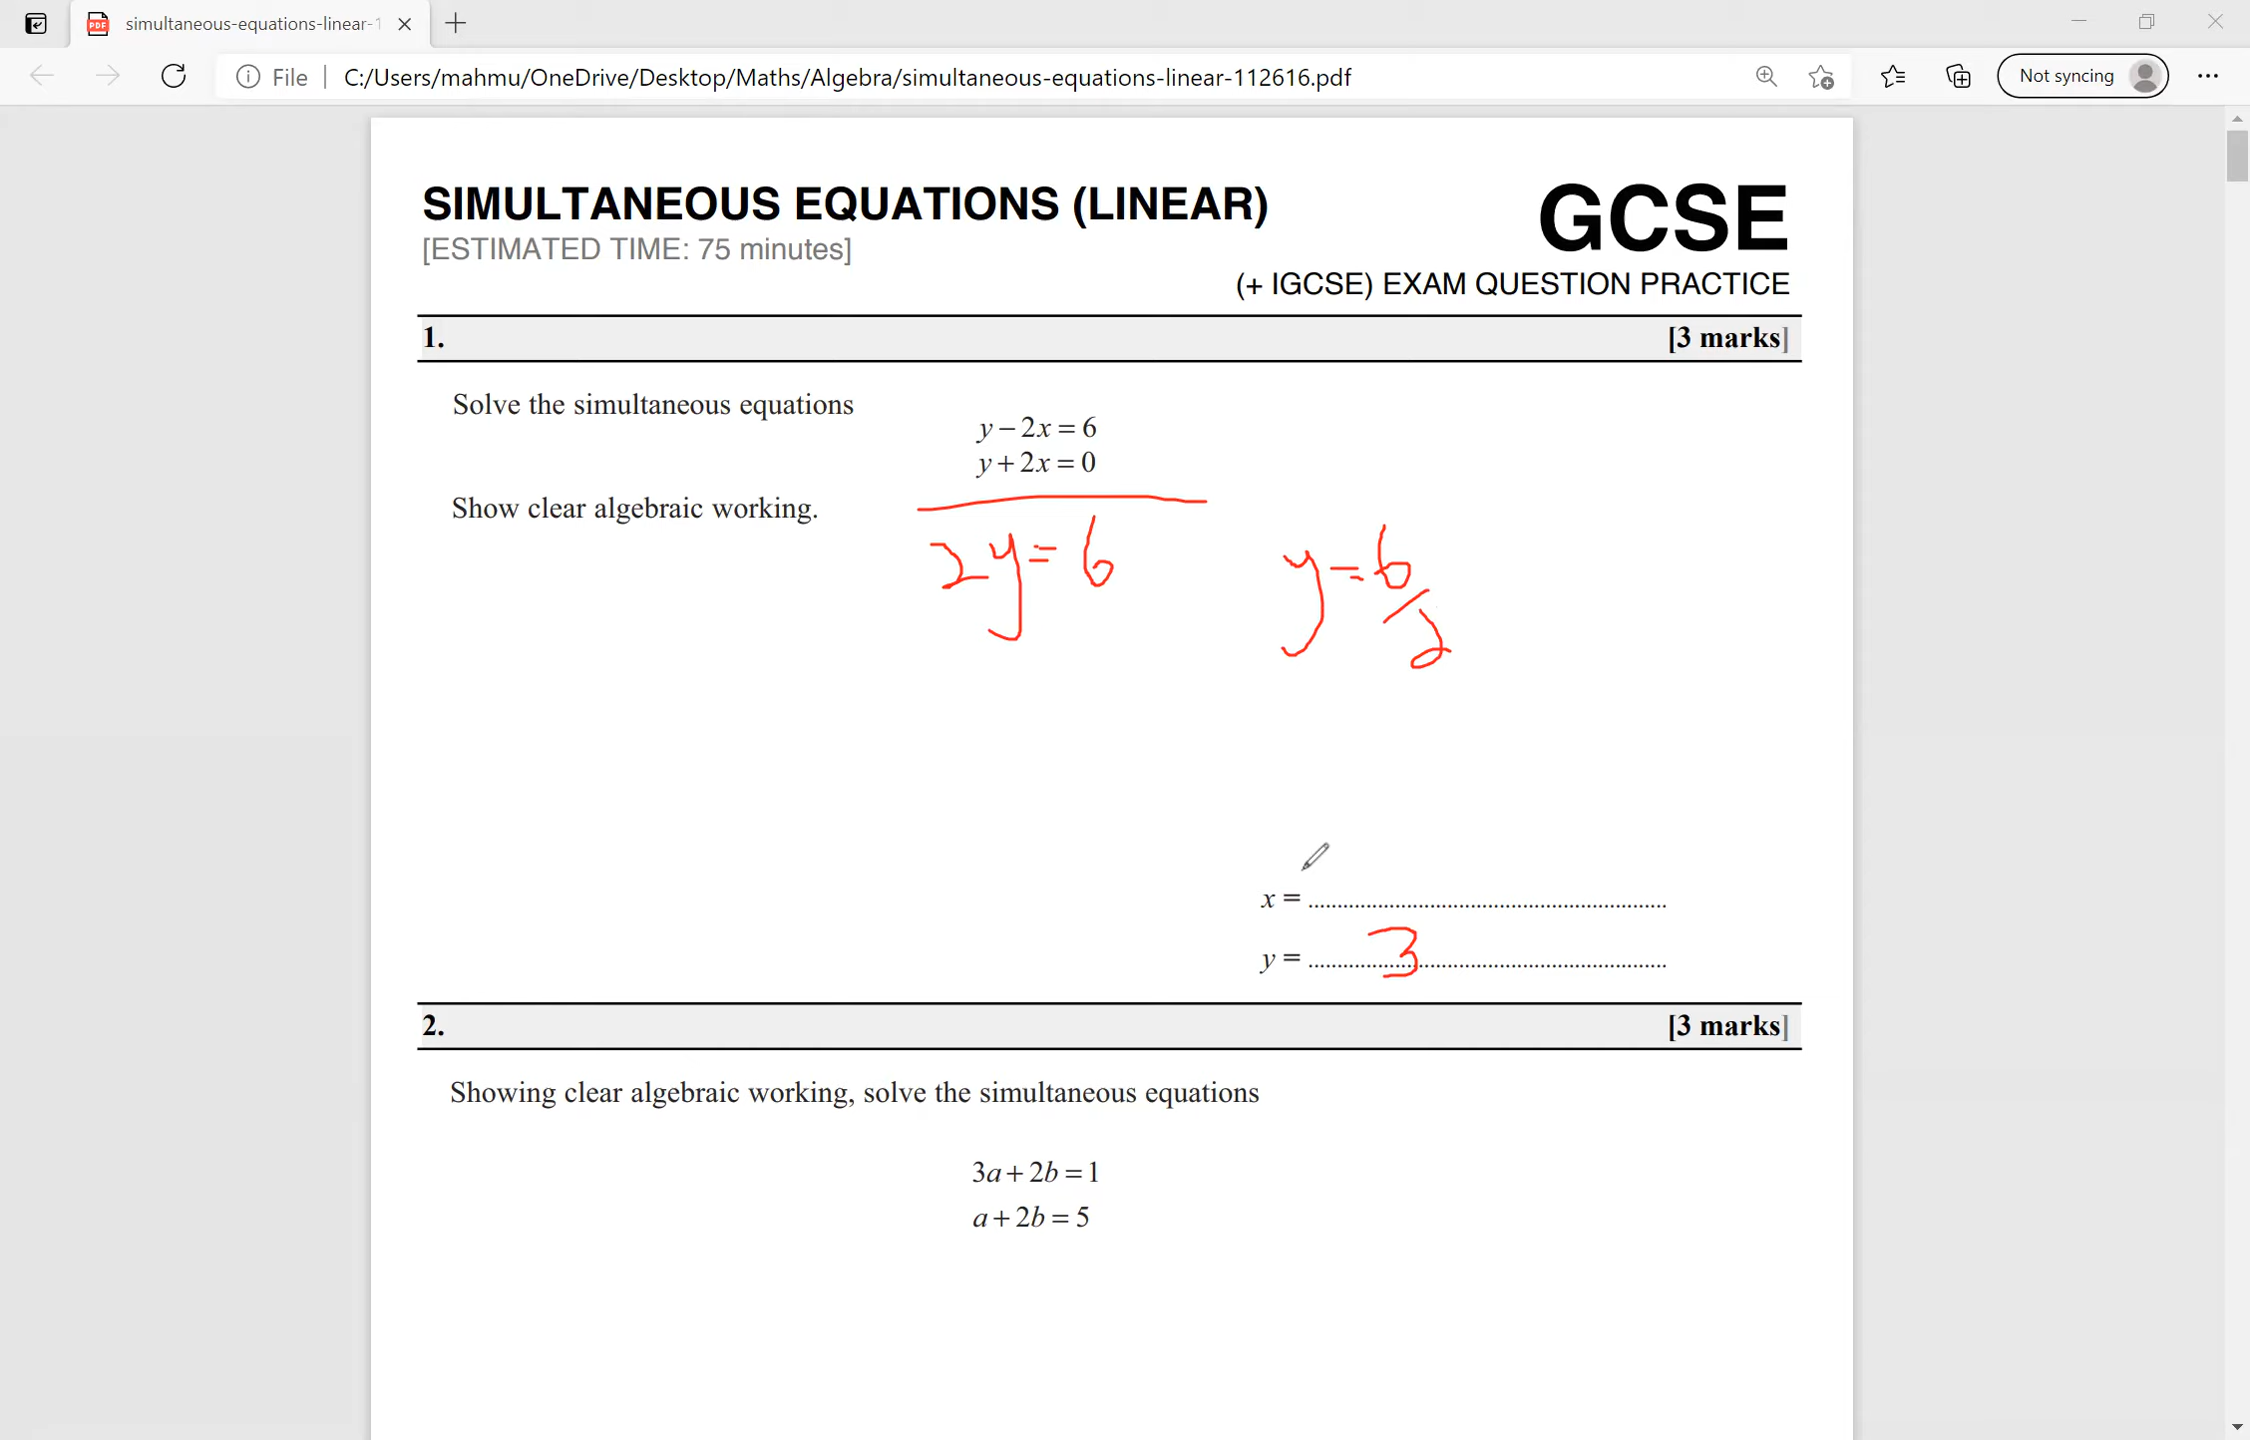 simultaneous-equations-linear-1
File | C:/Users/mahmu/OneDrive/Desktop/Maths/Algebra/simultaneous-equations-linear-112616.pdf
Not syncing
SIMULTANEOUS EQUATIONS (LINEAR)
GCSE
[ESTIMATED TIME: 75 minutes]
(+ IGCSE) EXAM QUESTION PRACTICE
1. [3 marks]
Solve the simultaneous equations
y − 2x = 6
y + 2x = 0
Show clear algebraic working.
2y = 6
y = 6/2
x = ............................................................
y = ............3............................................
2. [3 marks]
Showing clear algebraic working, solve the simultaneous equations
3a + 2b = 1
a + 2b = 5